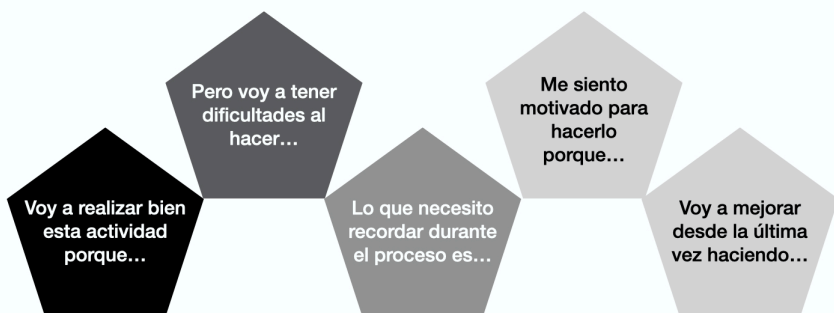 Voy a realizar bien
esta actividad
porque...
Pero voy a tener
dificultades al
hacer...
Lo que necesito
recordar durante
el proceso es...
Me siento
motivado para
hacerlo
porque...
Voy a mejorar
desde la última
vez haciendo...